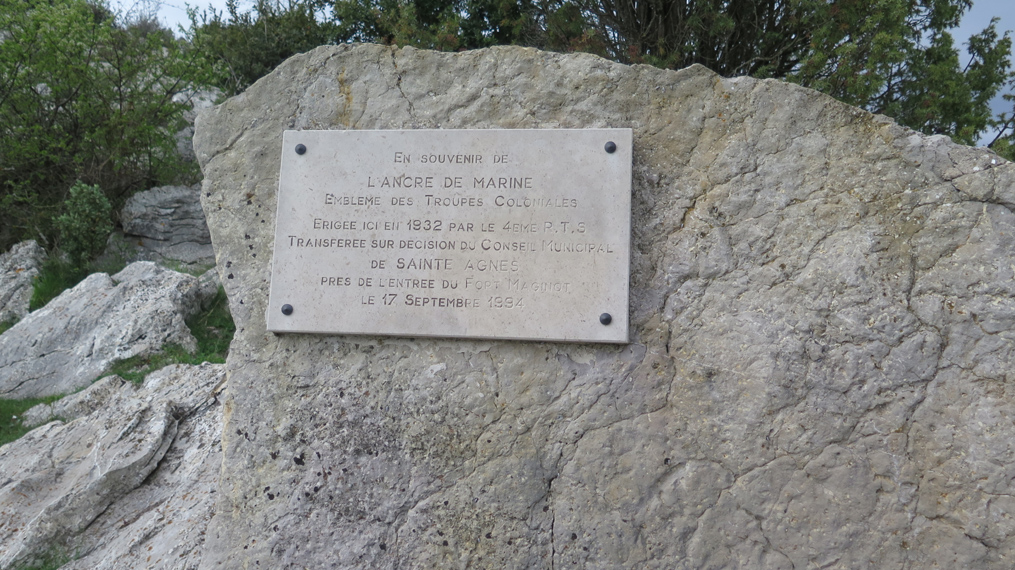 EN SOUVENIR DE
L'ANCRE DE MARINE
EMBLEME DES TROUPES COLONIALES
ERIGEE ICI EN 1932 PAR LE 4EME R.T.S
TRANSFEREE SUR DECISION DU CONSEIL MUNICIPAL
DE SAINTE AGNES
PRES DE L'ENTREE DU FORT MAGINOT
LE 17 SEPTEMBRE 1994